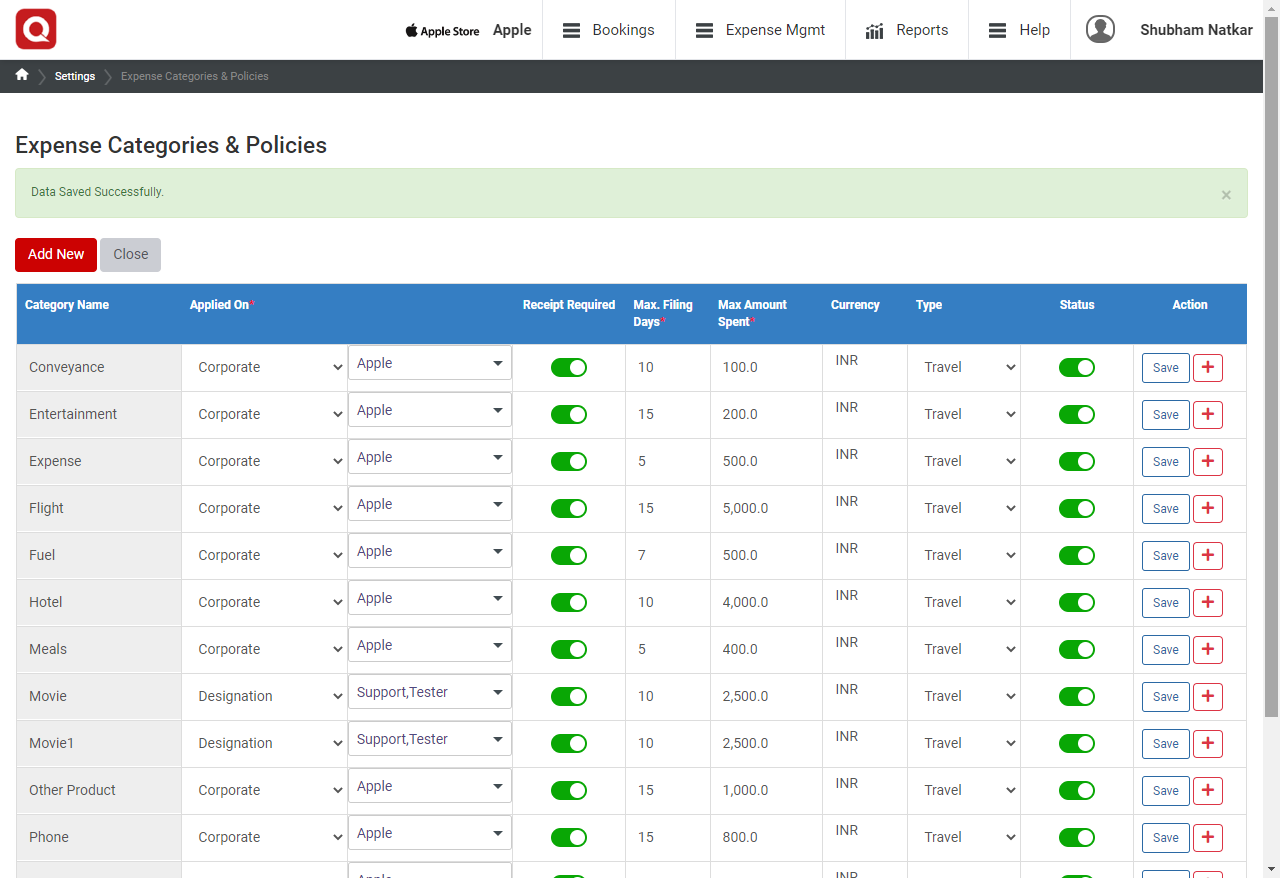 Apple Store Apple Bookings Expense Mgmt Reports Help Shubham Natkar
Settings Expense Categories & Policies
Expense Categories & Policies
Data Saved Successfully. ×
Add New Close
Category Name Applied On* Receipt Required Max. Filing Days* Max Amount Spent* Currency Type Status Action
Conveyance Corporate Apple 10 100.0 INR Travel Save +
Entertainment Corporate Apple 15 200.0 INR Travel Save +
Expense Corporate Apple 5 500.0 INR Travel Save +
Flight Corporate Apple 15 5,000.0 INR Travel Save +
Fuel Corporate Apple 7 500.0 INR Travel Save +
Hotel Corporate Apple 10 4,000.0 INR Travel Save +
Meals Corporate Apple 5 400.0 INR Travel Save +
Movie Designation Support,Tester 10 2,500.0 INR Travel Save +
Movie1 Designation Support,Tester 10 2,500.0 INR Travel Save +
Other Product Corporate Apple 15 1,000.0 INR Travel Save +
Phone Corporate Apple 15 800.0 INR Travel Save +
Apple INR Save